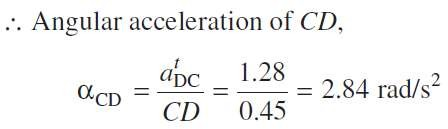 ∴ Angular acceleration of CD,
α_CD = a^t_DC / CD = 1.28 / 0.45 = 2.84 rad/s²